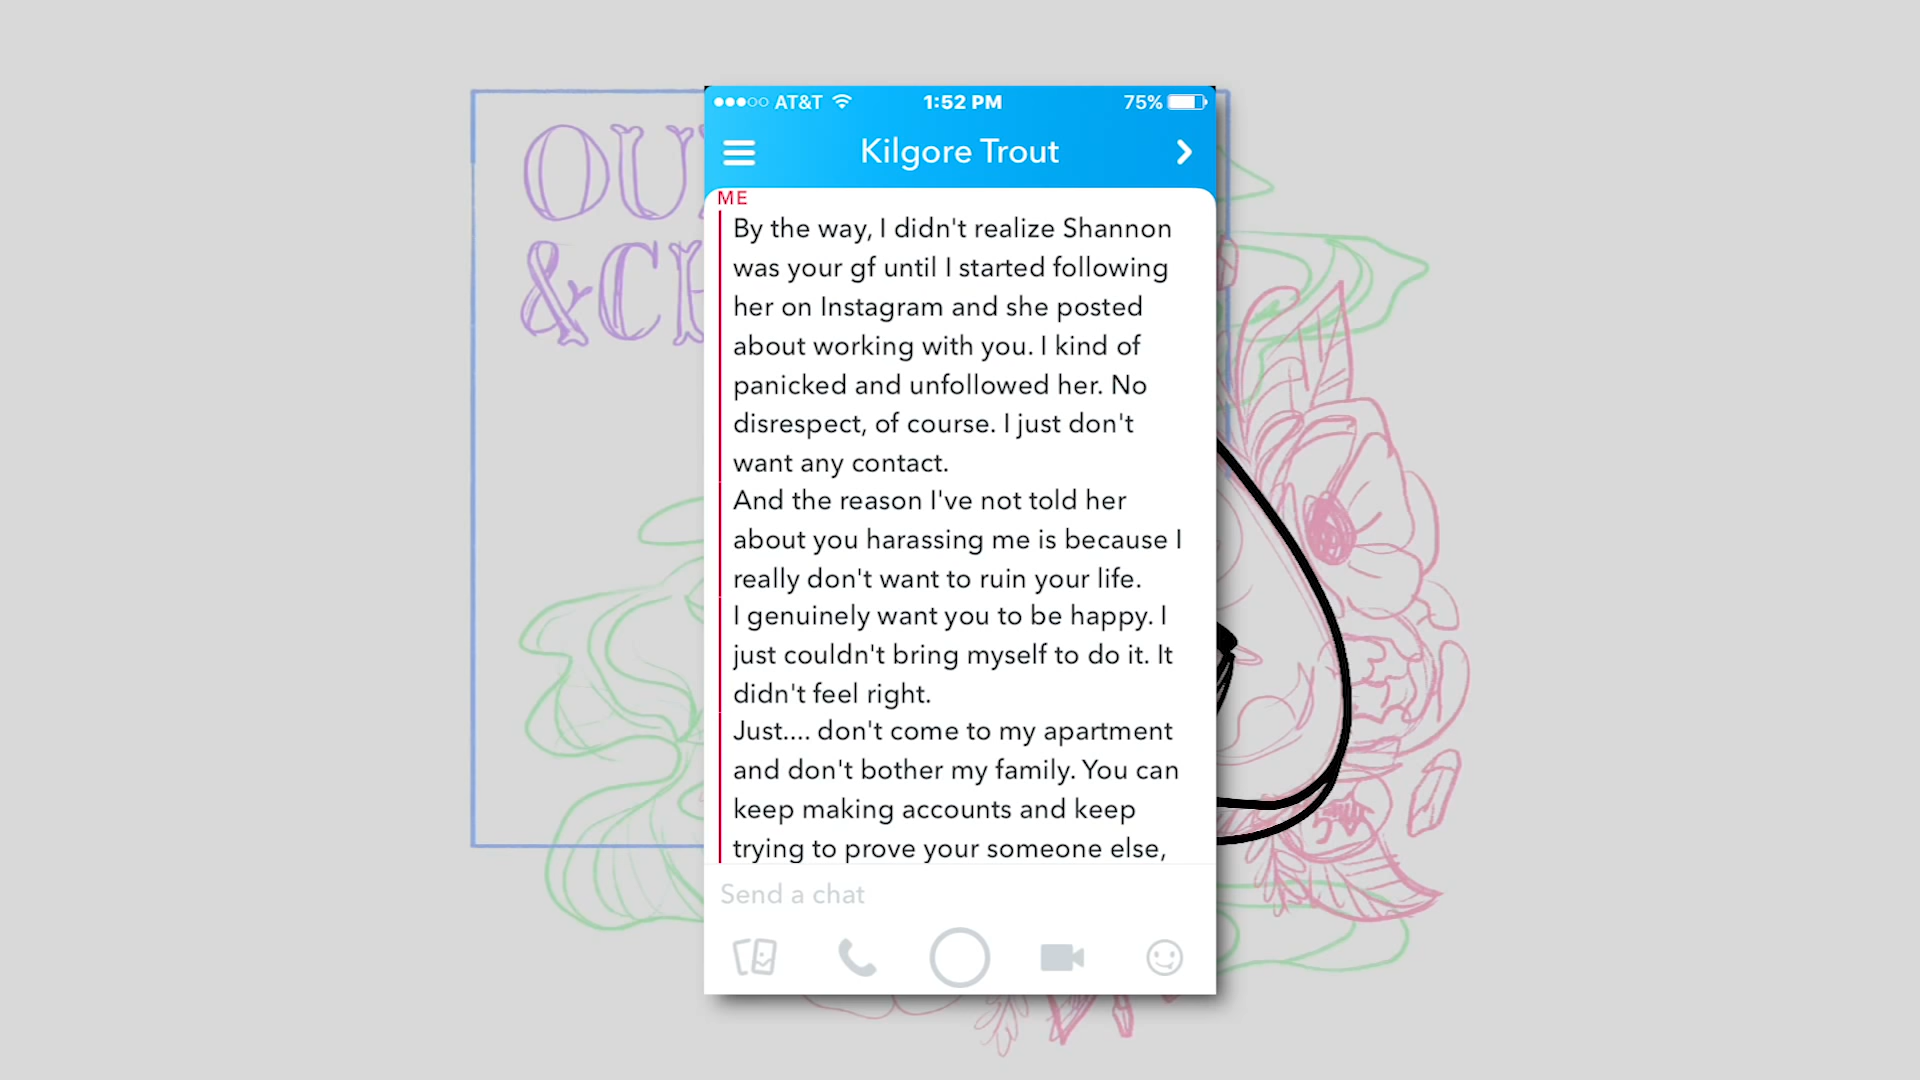 AT&T 1:52 PM 75%
Kilgore Trout
ME
By the way, I didn't realize Shannon
was your gf until I started following
her on Instagram and she posted
about working with you. I kind of
panicked and unfollowed her. No
disrespect, of course. I just don't
want any contact.
And the reason I've not told her
about you harassing me is because I
really don't want to ruin your life.
I genuinely want you to be happy. I
just couldn't bring myself to do it. It
didn't feel right.
Just.... don't come to my apartment
and don't bother my family. You can
keep making accounts and keep
trying to prove your someone else,
Send a chat